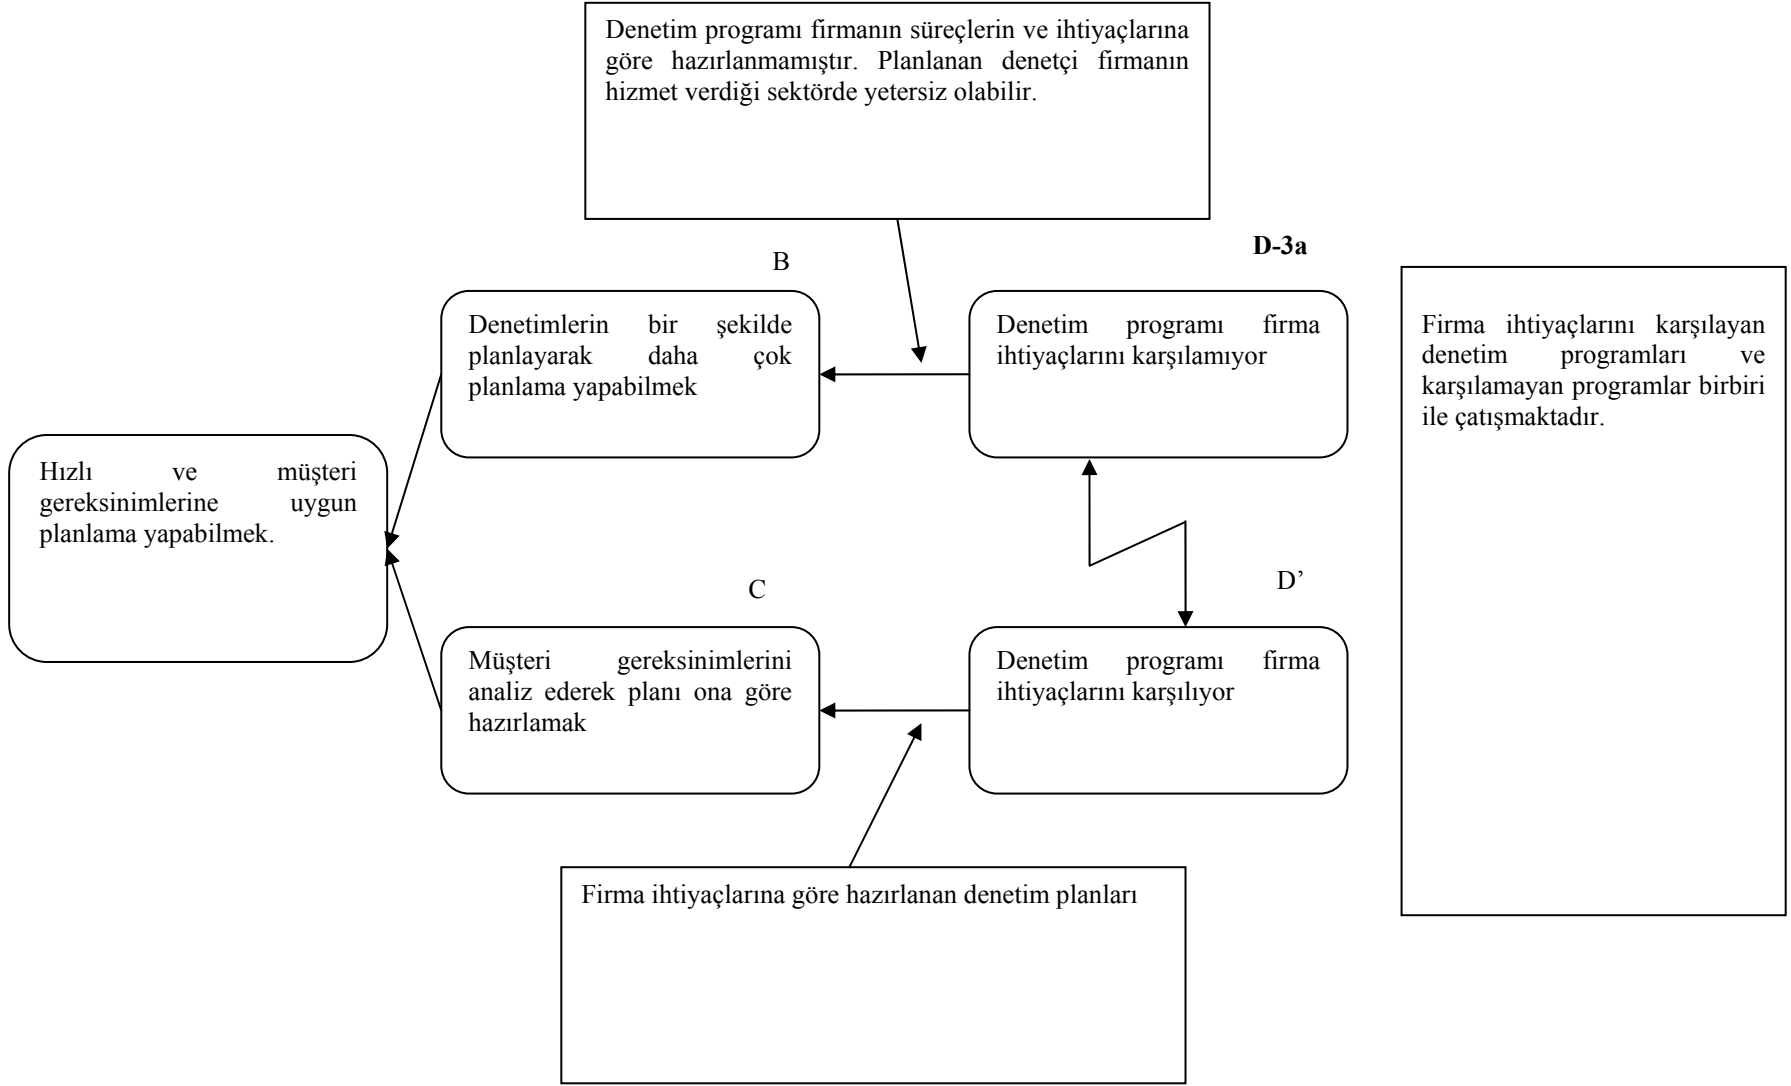 Denetim programı firmanın süreçlerin ve ihtiyaçlarına
göre hazırlanmamıştır. Planlanan denetçi firmanın
hizmet verdiği sektörde yetersiz olabilir.
D-3a
B
Denetimlerin bir şekilde
planlayarak daha çok
planlama yapabilmek
Denetim programı firma
ihtiyaçlarını karşılamıyor
Firma ihtiyaçlarını karşılayan
denetim programları ve
karşılamayan programlar birbiri
ile çatışmaktadır.
Hızlı ve müşteri
gereksinimlerine uygun
planlama yapabilmek.
C
D’
Müşteri gereksinimlerini
analiz ederek planı ona göre
hazırlamak
Denetim programı firma
ihtiyaçlarını karşılıyor
Firma ihtiyaçlarına göre hazırlanan denetim planları